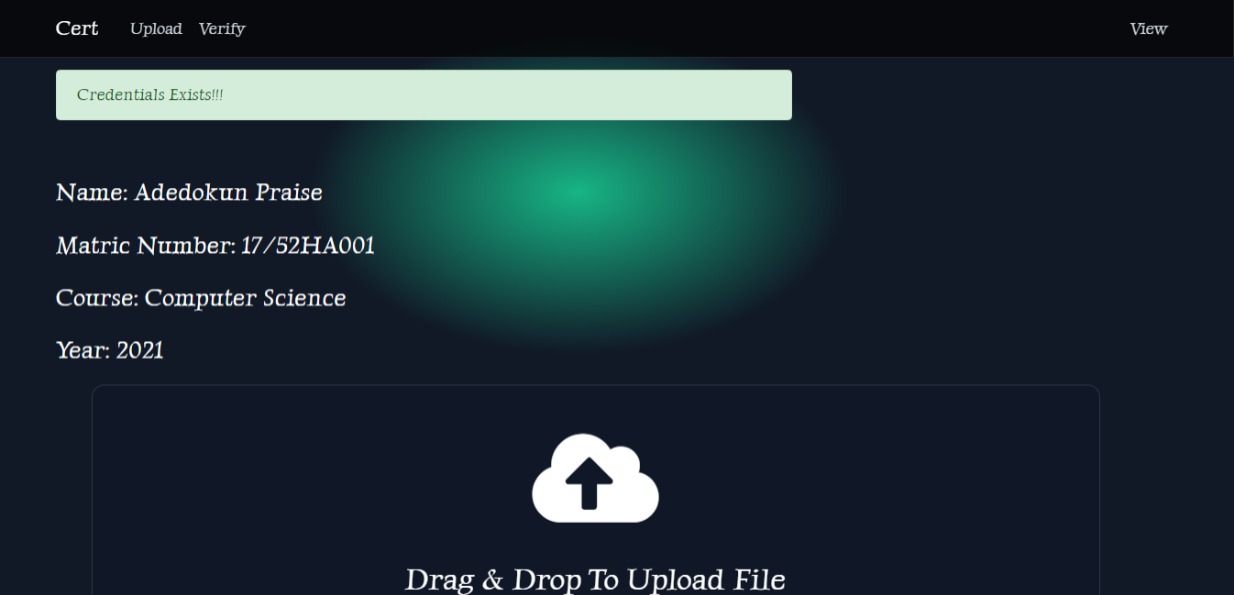 Cert Upload Verify View
Credentials Exists!!!
Name: Adedokun Praise
Matric Number: 17/52HA001
Course: Computer Science
Year: 2021
Drag & Drop To Upload File